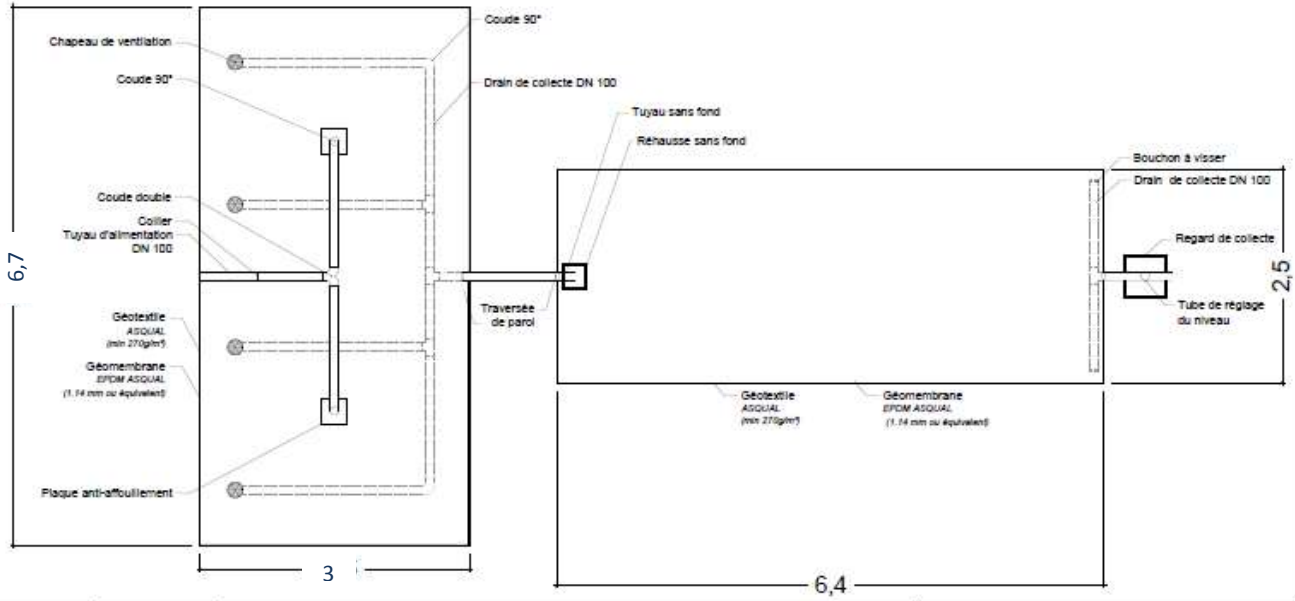 Chapeau de ventilation
Coude 90°
Coude double
Collier
Tuyau d'alimentation
DN 100
Géotextile
ASQUAL
(min 270g/m²)
Géomembrane
EPDM ASQUAL
(1.14 mm ou équivalent)
Plaque anti-affouillement
6,7
3
Coude 90°
Drain de collecte DN 100
Tuyau sans fond
Réhausse sans fond
Traversée
de paroi
Géotextile
ASQUAL
(min 270g/m²)
Géomembrane
EPDM ASQUAL
(1.14 mm ou équivalent)
6,4
Bouchon à visser
Drain de collecte DN 100
Regard de collecte
Tube de réglage
du niveau
2,5